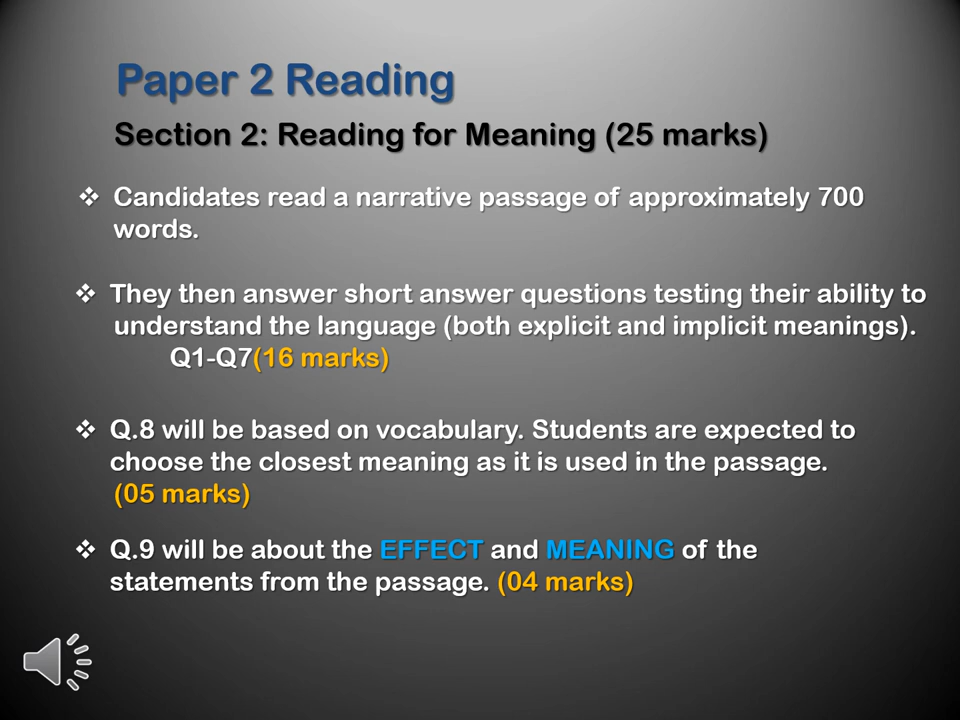 Paper 2 Reading
Section 2: Reading for Meaning (25 marks)
❖ Candidates read a narrative passage of approximately 700
words.
❖ They then answer short answer questions testing their ability to
understand the language (both explicit and implicit meanings).
Q1-Q7(16 marks)
❖ Q.8 will be based on vocabulary. Students are expected to
choose the closest meaning as it is used in the passage.
(05 marks)
❖ Q.9 will be about the EFFECT and MEANING of the
statements from the passage. (04 marks)